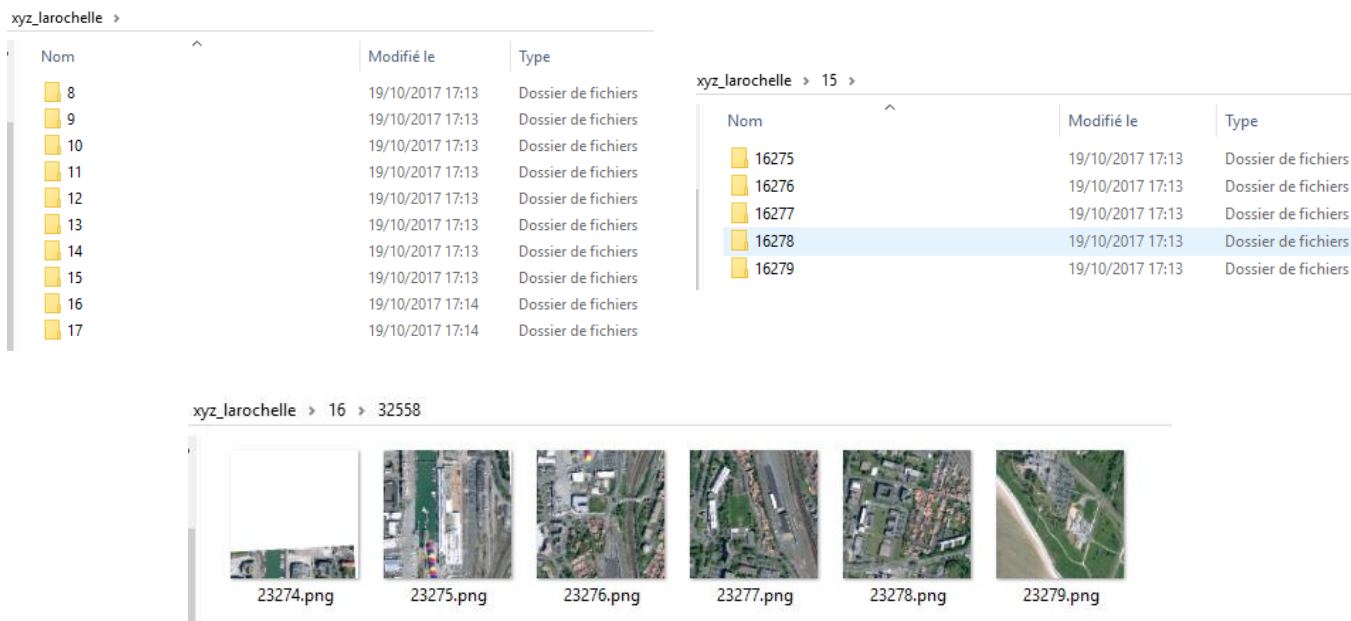 xyz_larochelle >
Nom Modifié le Type
8 19/10/2017 17:13 Dossier de fichiers
9 19/10/2017 17:13 Dossier de fichiers
10 19/10/2017 17:13 Dossier de fichiers
11 19/10/2017 17:13 Dossier de fichiers
12 19/10/2017 17:13 Dossier de fichiers
13 19/10/2017 17:13 Dossier de fichiers
14 19/10/2017 17:13 Dossier de fichiers
15 19/10/2017 17:13 Dossier de fichiers
16 19/10/2017 17:14 Dossier de fichiers
17 19/10/2017 17:14 Dossier de fichiers
xyz_larochelle > 15 >
Nom Modifié le Type
16275 19/10/2017 17:13 Dossier de fichiers
16276 19/10/2017 17:13 Dossier de fichiers
16277 19/10/2017 17:13 Dossier de fichiers
16278 19/10/2017 17:13 Dossier de fichiers
16279 19/10/2017 17:13 Dossier de fichiers
xyz_larochelle > 16 > 32558
23274.png 23275.png 23276.png 23277.png 23278.png 23279.png